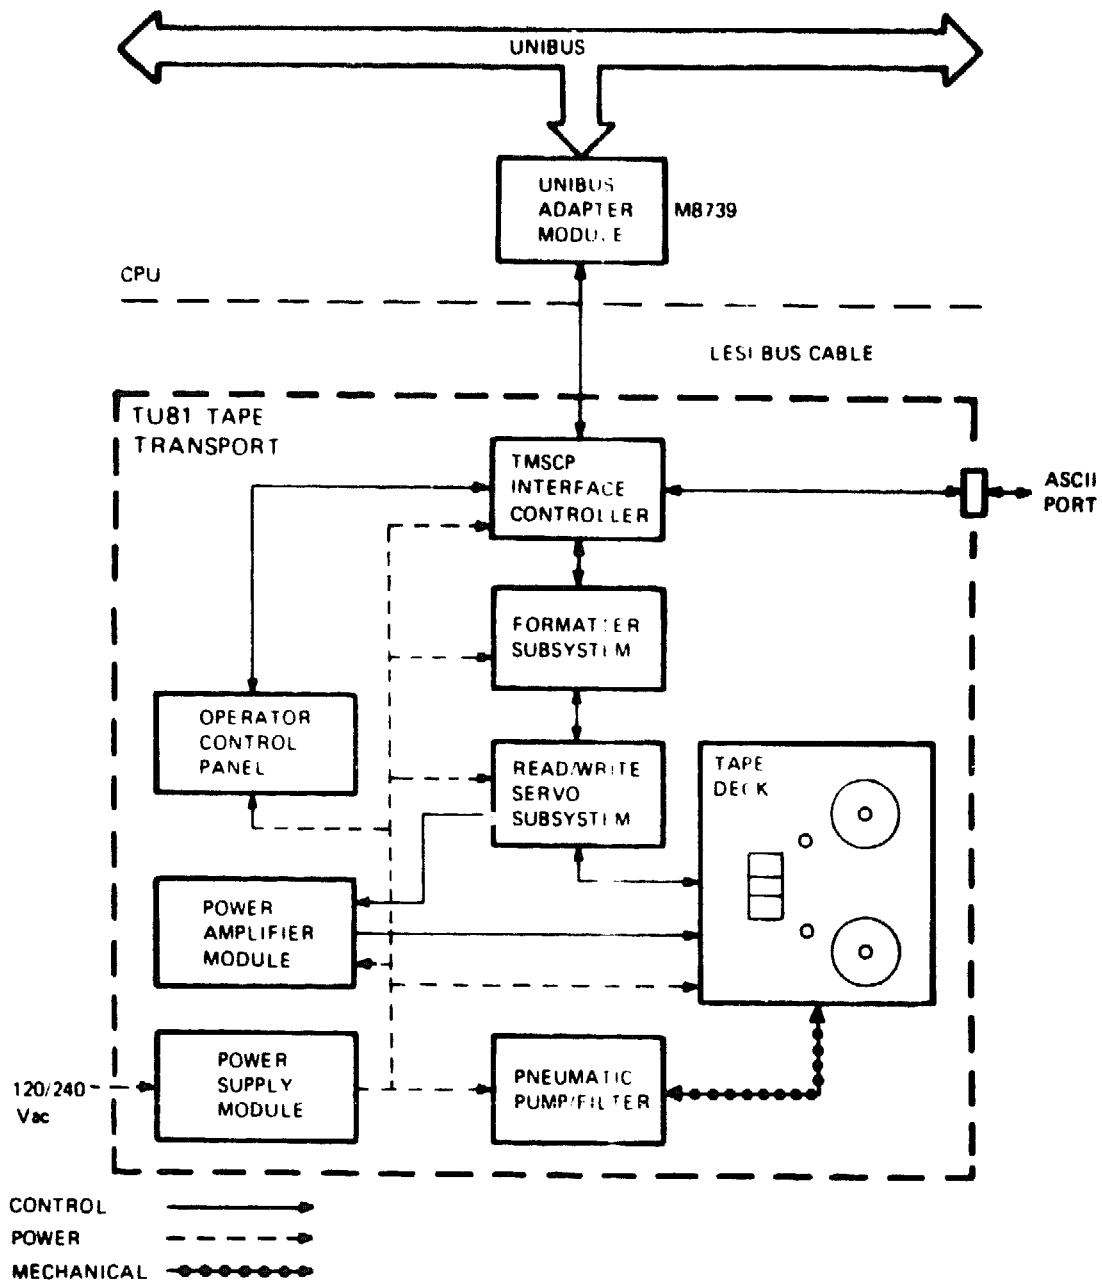 UNIBUS
UNIBUS
ADAPTER
MODULE
M8739
CPU
LESI BUS CABLE
TU81 TAPE
TRANSPORT
TMSCP
INTERFACE
CONTROLLER
ASCII
PORT
FORMATTER
SUBSYSTEM
OPERATOR
CONTROL
PANEL
READ/WRITE
SERVO
SUBSYSTEM
TAPE
DECK
POWER
AMPLIFIER
MODULE
120/240
Vac
POWER
SUPPLY
MODULE
PNEUMATIC
PUMP/FILTER
CONTROL
POWER
MECHANICAL